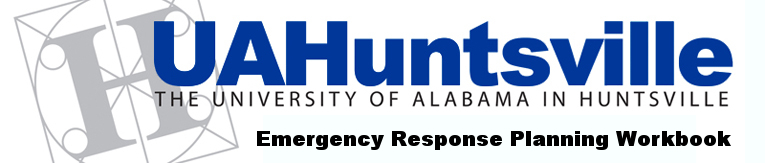 UAHuntsville
THE UNIVERSITY OF ALABAMA IN HUNTSVILLE
Emergency Response Planning Workbook